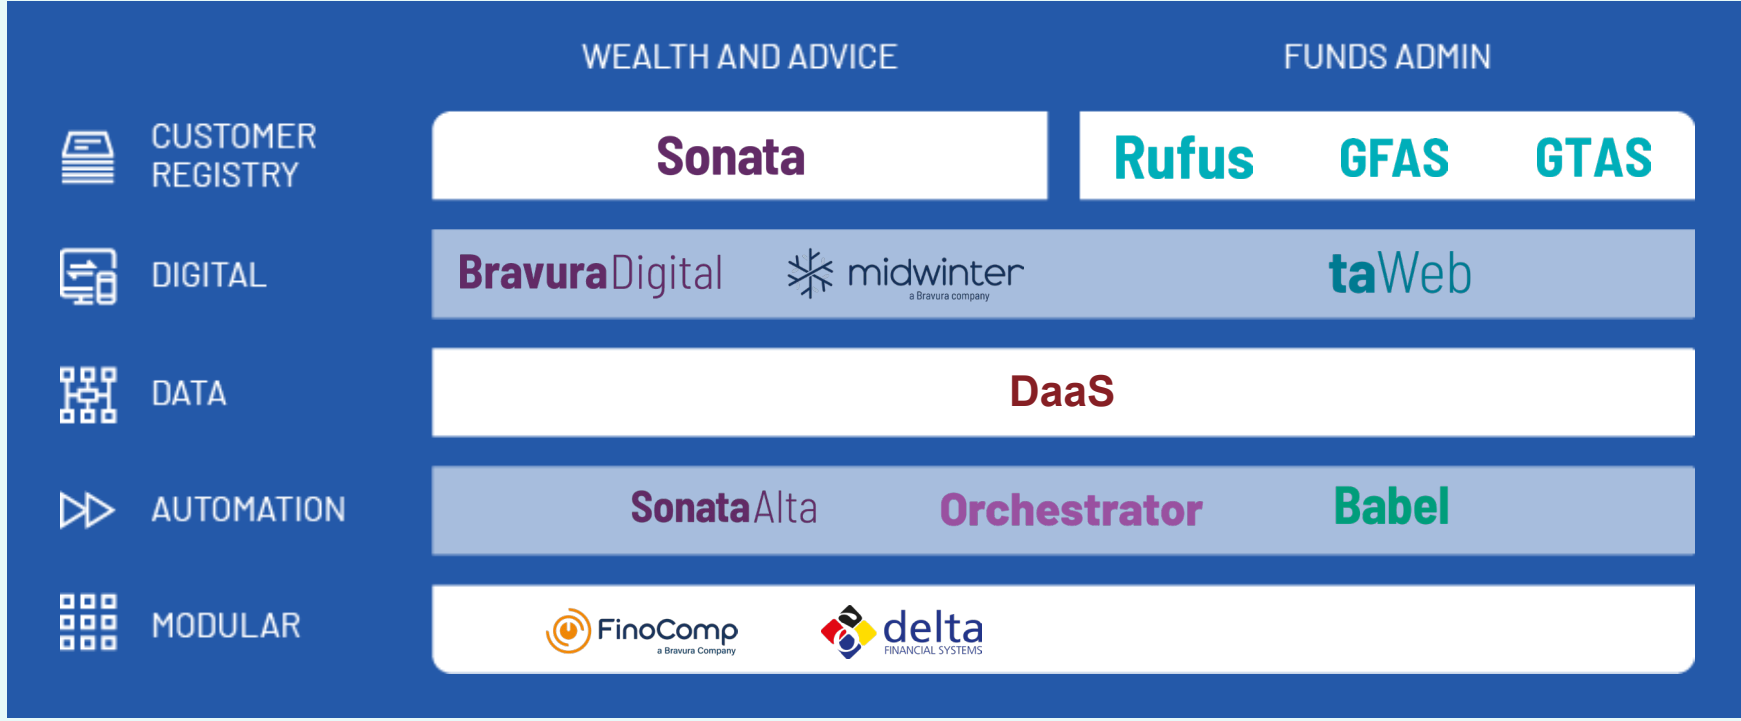 WEALTH AND ADVICE FUNDS ADMIN
CUSTOMER
REGISTRY
Sonata Rufus GFAS GTAS
DIGITAL
BravuraDigital midwinter
a Bravura company
taWeb
DATA
DaaS
AUTOMATION
SonataAlta Orchestrator Babel
MODULAR
FinoComp
a Bravura Company
delta
FINANCIAL SYSTEMS